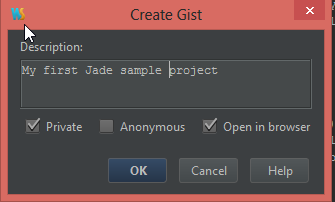 Create Gist
Description:
My first Jade sample project
Private Anonymous Open in browser
OK Cancel Help